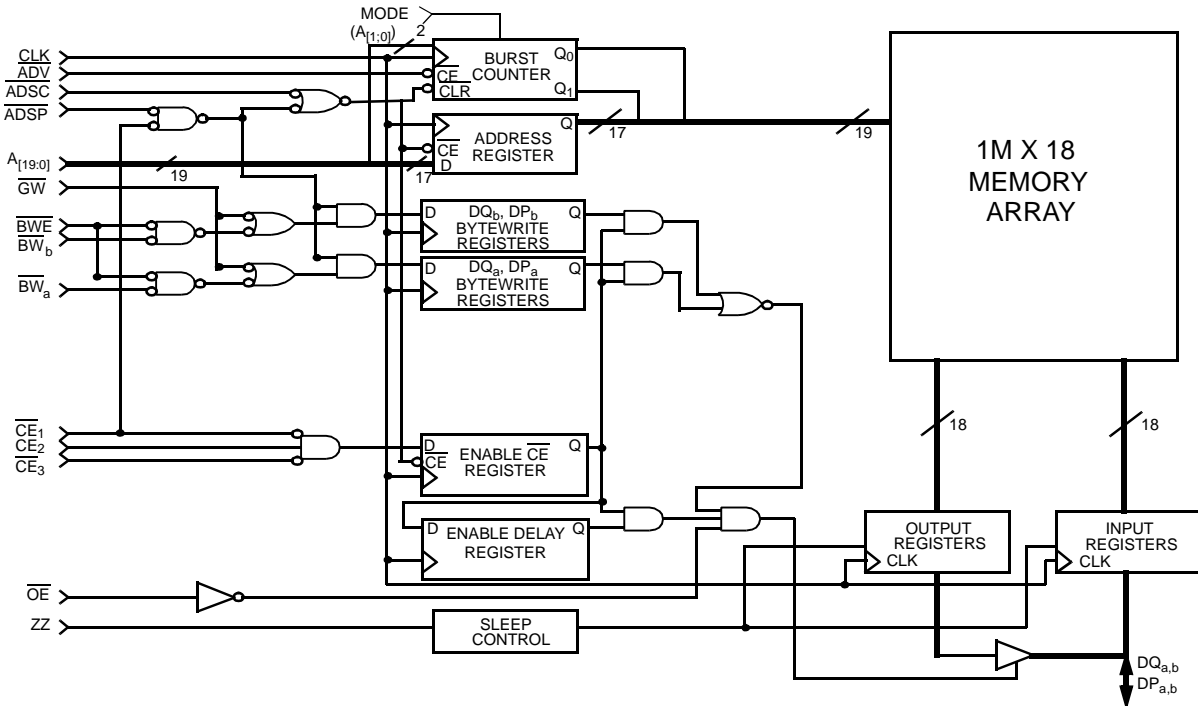 MODE
(A[1;0])
2
CLK
ADV
ADSC
ADSP
A[19:0]
19
17
GW
BWE
BWb
BWa
CE1
CE2
CE3
OE
ZZ
BURST
COUNTER
CE
CLR
Q0
Q1
ADDRESS
REGISTER
CE
D
Q
17
19
1M X 18
MEMORY
ARRAY
D
DQb, DPb
BYTEWRITE
REGISTERS
Q
D
DQa, DPa
BYTEWRITE
REGISTERS
Q
D
ENABLE CE
REGISTER
CE
Q
D
ENABLE DELAY
REGISTER
Q
SLEEP
CONTROL
18
18
OUTPUT
REGISTERS
CLK
INPUT
REGISTERS
CLK
DQa,b
DPa,b